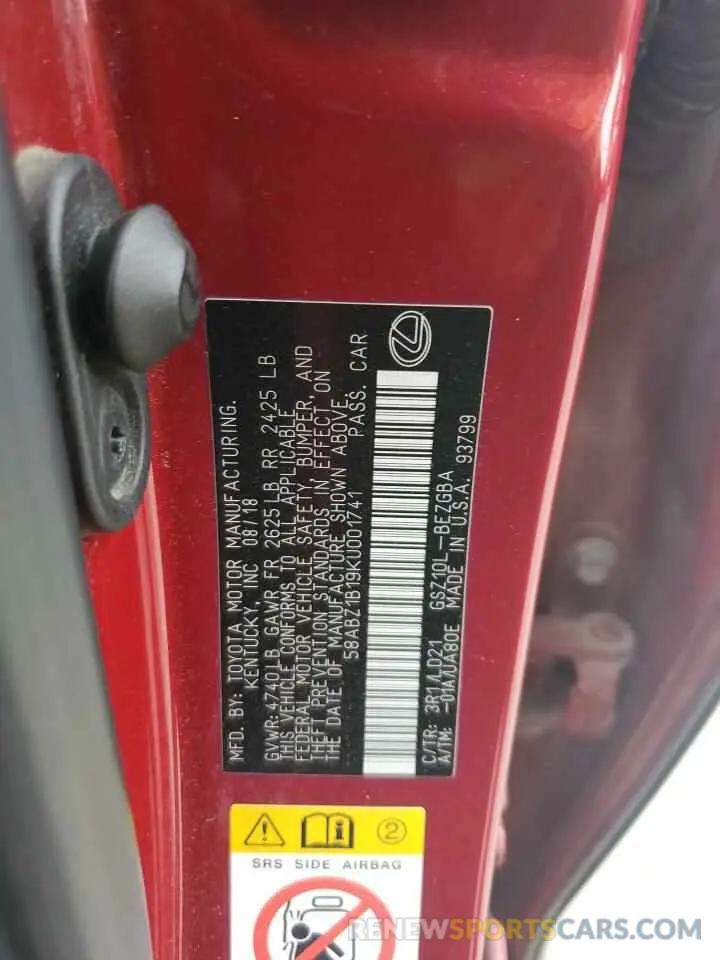 MFD. BY: TOYOTA MOTOR MANUFACTURING.
KENTUCKY, INC 08/18
GVWR:4740LB GAWR FR 2625LB RR 2425 LB
THIS VEHICLE CONFORMS TO ALL APPLICABLE
FEDERAL MOTOR VEHICLE SAFETY, BUMPER, AND
THEFT PREVENTION STANDARDS IN EFFECT ON
THE DATE OF MANUFACTURE SHOWN ABOVE.
58ABZ1B19KU001741 PASS. CAR
C/TR: 3R1/LD21 GSZ10L-BEZGBA
A/TM: -01A/UA80E MADE IN U.S.A. 93799
2
SRS SIDE AIRBAG
RENEWSPORTSCARS.COM